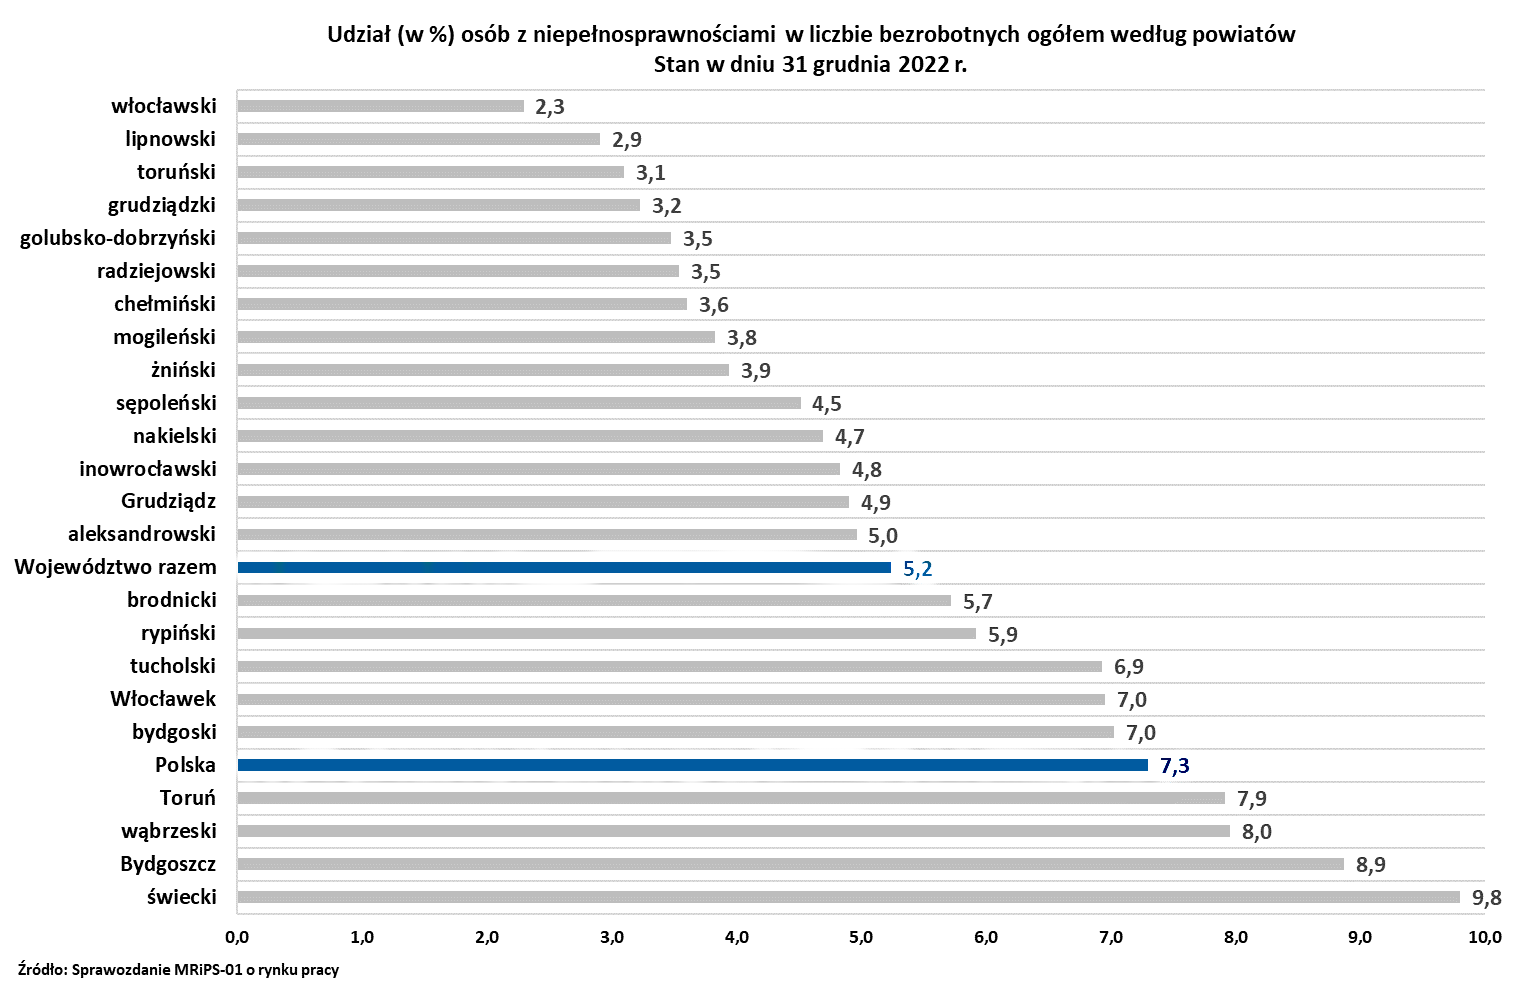 Udział (w %) osób z niepełnosprawnościami w liczbie bezrobotnych ogółem według powiatów
Stan w dniu 31 grudnia 2022 r.
włocławski 2,3
lipnowski 2,9
toruński 3,1
grudziądzki 3,2
golubsko-dobrzyński 3,5
radziejowski 3,5
chełmiński 3,6
mogileński 3,8
żniński 3,9
sępoleński 4,5
nakielski 4,7
inowrocławski 4,8
Grudziądz 4,9
aleksandrowski 5,0
Województwo razem 5,2
brodnicki 5,7
rypiński 5,9
tucholski 6,9
Włocławek 7,0
bydgoski 7,0
Polska 7,3
Toruń 7,9
wąbrzeski 8,0
Bydgoszcz 8,9
świecki 9,8
0,0 1,0 2,0 3,0 4,0 5,0 6,0 7,0 8,0 9,0 10,0
Źródło: Sprawozdanie MRiPS-01 o rynku pracy